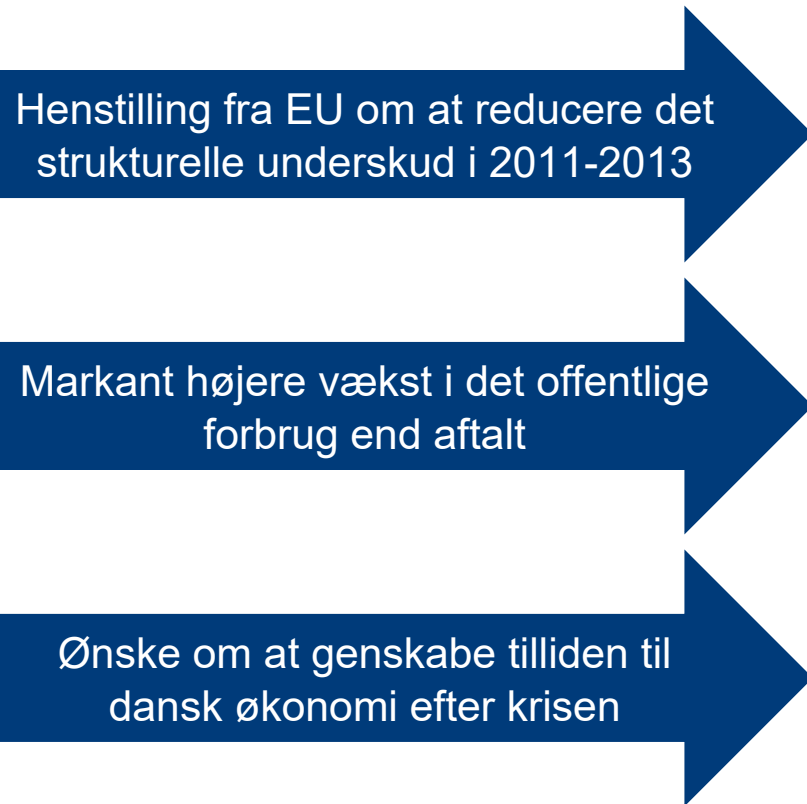 Henstilling fra EU om at reducere det
strukturelle underskud i 2011-2013
Markant højere vækst i det offentlige
forbrug end aftalt
Ønske om at genskabe tilliden til
dansk økonomi efter krisen